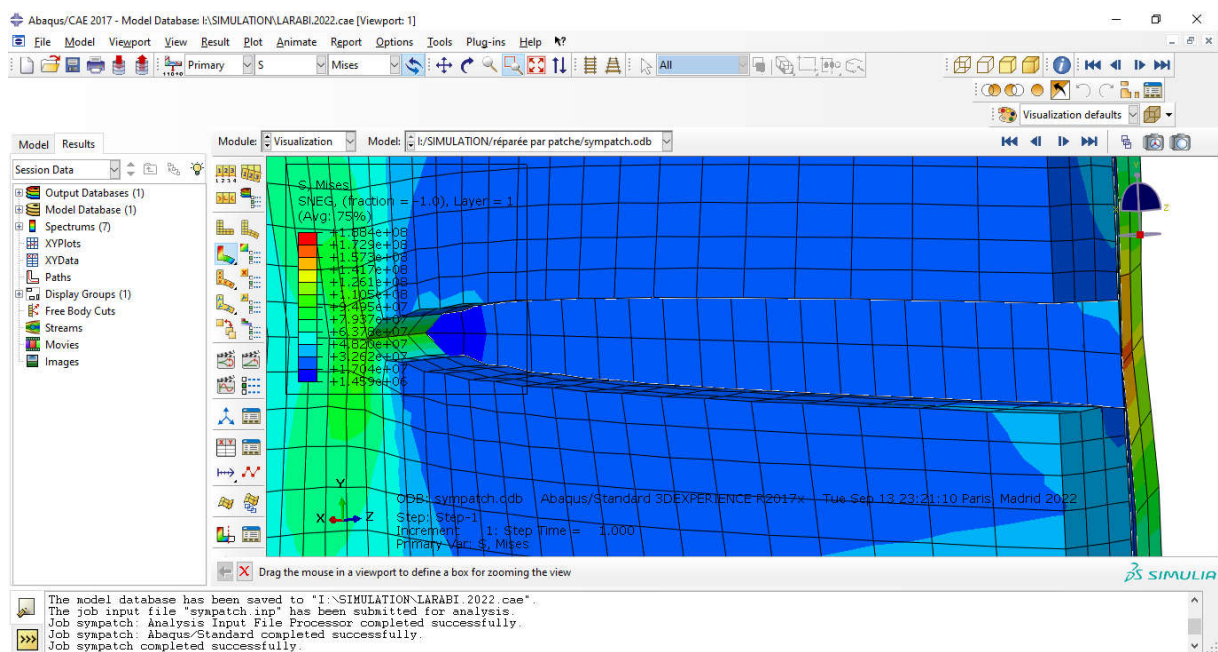 Abaqus/CAE 2017 - Model Database: I:\SIMULATION\LARABI.2022.cae [Viewport: 1]
File Model Viewport View Result Plot Animate Report Options Tools Plug-ins Help
Primary S Mises All
Visualization defaults
Model Results Module: Visualization Model: I:/SIMULATION/réparée par patche/sympatch.odb
Session Data
Output Databases (1)
Model Database (1)
Spectrums (7)
XYPlots
XYData
Paths
Display Groups (1)
Free Body Cuts
Streams
Movies
Images
S, Mises
SNEG, (fraction = -1.0), Layer = 1
(Avg: 75%)
+1.884e+08
+1.729e+08
+1.573e+08
+1.417e+08
+1.261e+08
+1.105e+08
+9.495e+07
+7.937e+07
+6.378e+07
+4.820e+07
+3.262e+07
+1.704e+07
+1.459e+06
Z
Y
X Z
ODB: sympatch.odb Abaqus/Standard 3DEXPERIENCE R2017x Tue Sep 13 23:21:10 Paris, Madrid 2022
Step: Step-1
Increment 1: Step Time = 1.000
Primary Var: S, Mises
Drag the mouse in a viewport to define a box for zooming the view
SIMULIA
The model database has been saved to "I:\SIMULATION\LARABI.2022.cae".
The job input file "sympatch.inp" has been submitted for analysis.
Job sympatch: Analysis Input File Processor completed successfully.
Job sympatch: Abaqus/Standard completed successfully.
Job sympatch completed successfully.